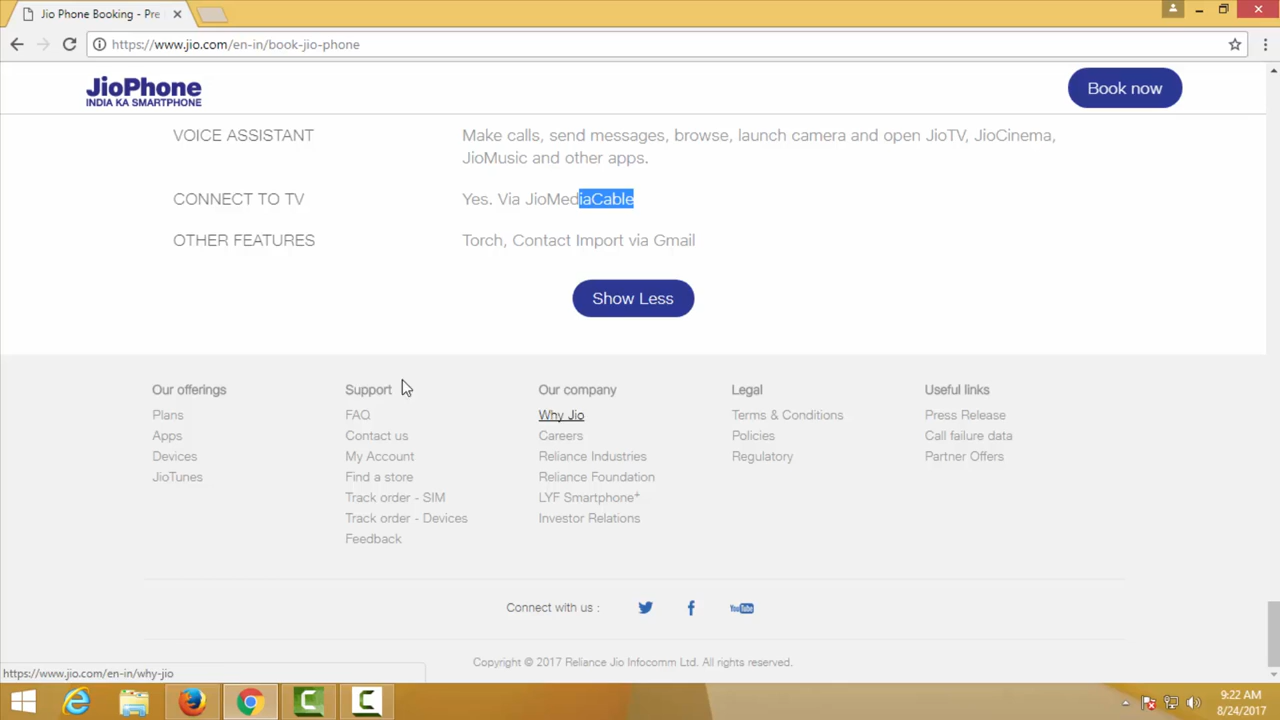 Jio Phone Booking - Pre
https://www.jio.com/en-in/book-jio-phone
JioPhone
INDIA KA SMARTPHONE
Book now
VOICE ASSISTANT
Make calls, send messages, browse, launch camera and open JioTV, JioCinema,
JioMusic and other apps.
CONNECT TO TV
Yes. Via JioMediaCable
OTHER FEATURES
Torch, Contact Import via Gmail
Show Less
Our offerings
Plans
Apps
Devices
JioTunes
Support
FAQ
Contact us
My Account
Find a store
Track order - SIM
Track order - Devices
Feedback
Our company
Why Jio
Careers
Reliance Industries
Reliance Foundation
LYF Smartphone+
Investor Relations
Legal
Terms & Conditions
Policies
Regulatory
Useful links
Press Release
Call failure data
Partner Offers
Connect with us :
YouTube
Copyright © 2017 Reliance Jio Infocomm Ltd. All rights reserved.
https://www.jio.com/en-in/why-jio
9:22 AM
8/24/2017